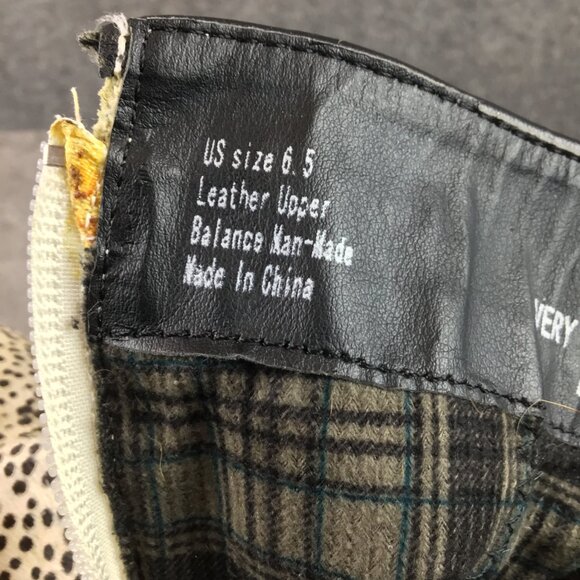 US size 6.5
Leather Upper
Balance Man-Made
Made In China
VERY